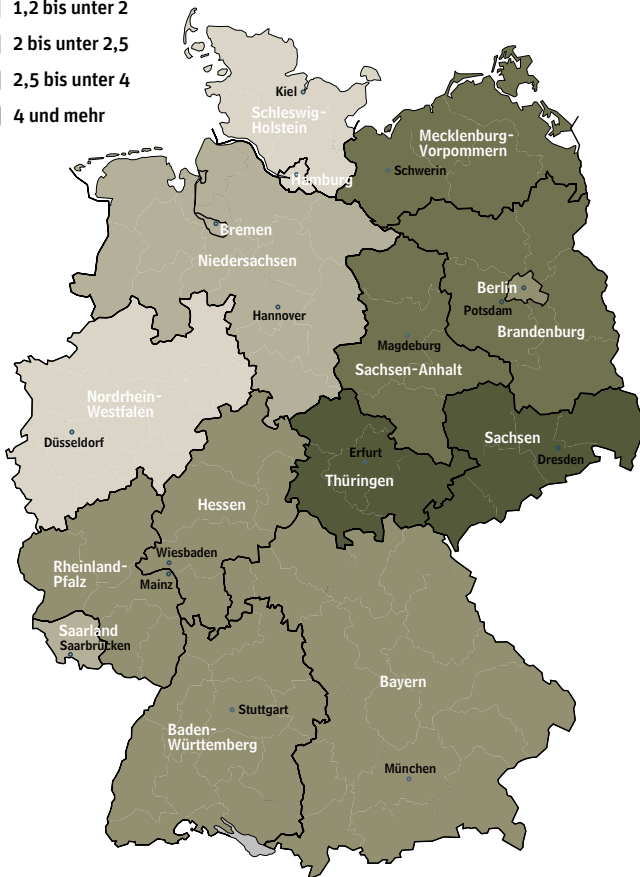 1,2 bis unter 2
2 bis unter 2,5
2,5 bis unter 4
4 und mehr
Kiel
Schleswig-
Holstein
Mecklenburg-
Vorpommern
Schwerin
Hamburg
Bremen
Niedersachsen
Berlin
Potsdam
Hannover
Brandenburg
Magdeburg
Sachsen-Anhalt
Nordrhein-
Westfalen
Düsseldorf
Sachsen
Erfurt
Dresden
Thüringen
Hessen
Wiesbaden
Rheinland-
Pfalz
Mainz
Saarland
Saarbrücken
Bayern
Stuttgart
Baden-
Württemberg
München